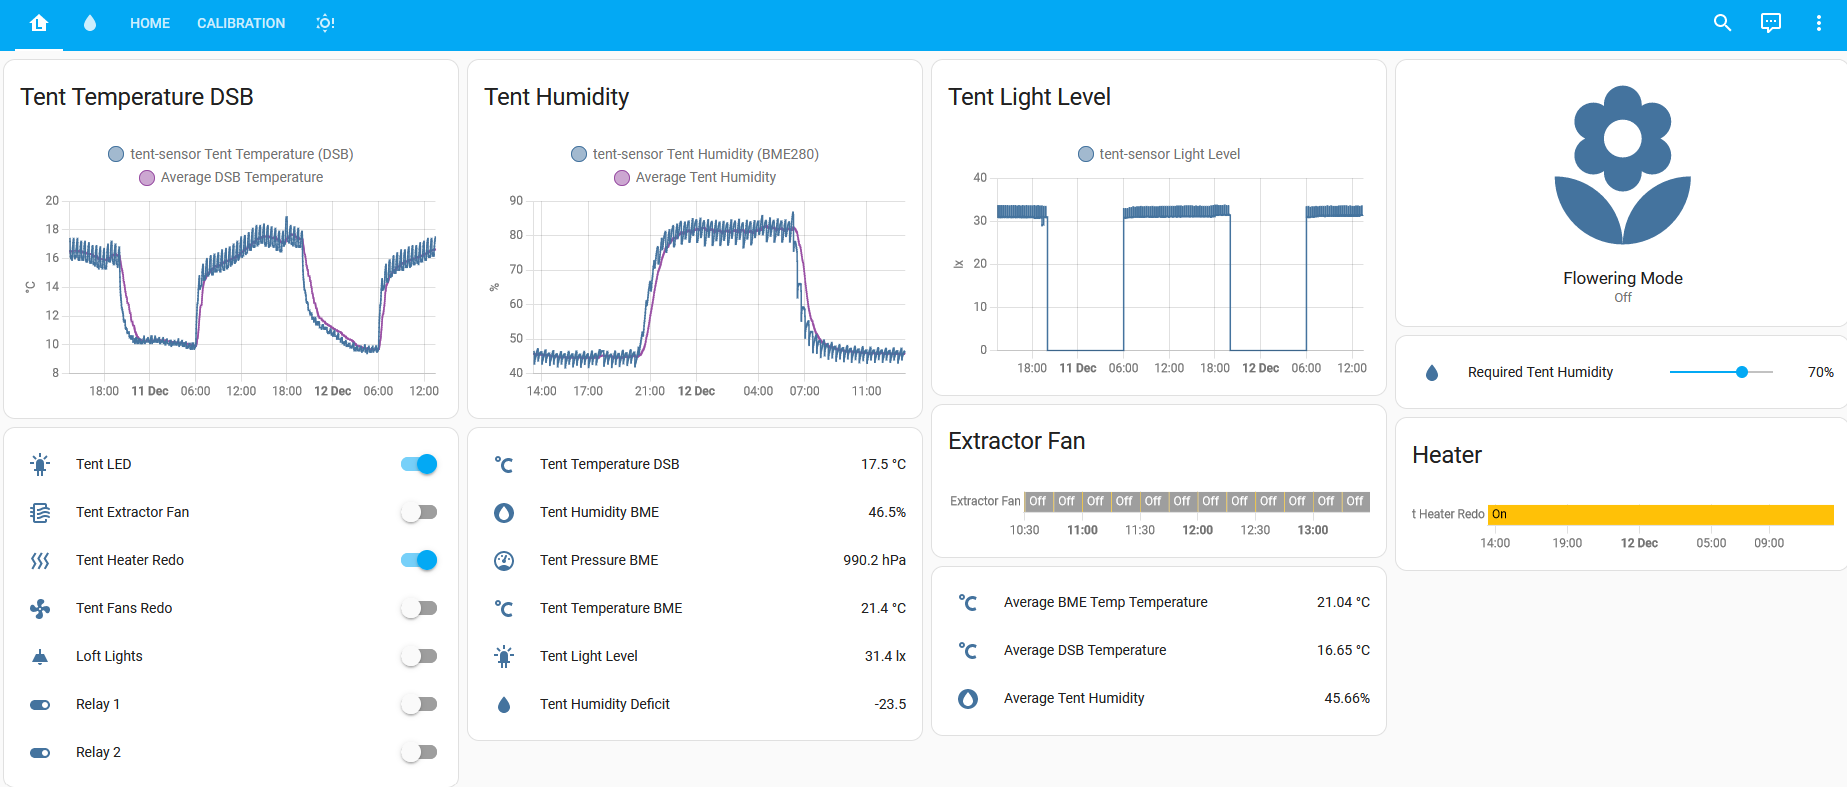 HOME
CALIBRATION
Tent Temperature DSB
tent-sensor Tent Temperature (DSB)
Average DSB Temperature
20
18
16
14
12
10
8
°C
18:00 11 Dec 06:00 12:00 18:00 12 Dec 06:00 12:00
Tent LED
Tent Extractor Fan
Tent Heater Redo
Tent Fans Redo
Loft Lights
Relay 1
Relay 2
Tent Humidity
tent-sensor Tent Humidity (BME280)
Average Tent Humidity
90
80
70
60
50
40
%
14:00 17:00 21:00 12 Dec 04:00 07:00 11:00
°C Tent Temperature DSB 17.5 °C
Tent Humidity BME 46.5%
Tent Pressure BME 990.2 hPa
°C Tent Temperature BME 21.4 °C
Tent Light Level 31.4 lx
Tent Humidity Deficit -23.5
Tent Light Level
tent-sensor Light Level
40
30
20
10
0
lx
18:00 11 Dec 06:00 12:00 18:00 12 Dec 06:00 12:00
Extractor Fan
Extractor Fan Off Off Off Off Off Off Off Off Off Off Off Off
10:30 11:00 11:30 12:00 12:30 13:00
°C Average BME Temp Temperature 21.04 °C
°C Average DSB Temperature 16.65 °C
Average Tent Humidity 45.66%
Flowering Mode
Off
Required Tent Humidity 70%
Heater
t Heater Redo On
14:00 19:00 12 Dec 05:00 09:00